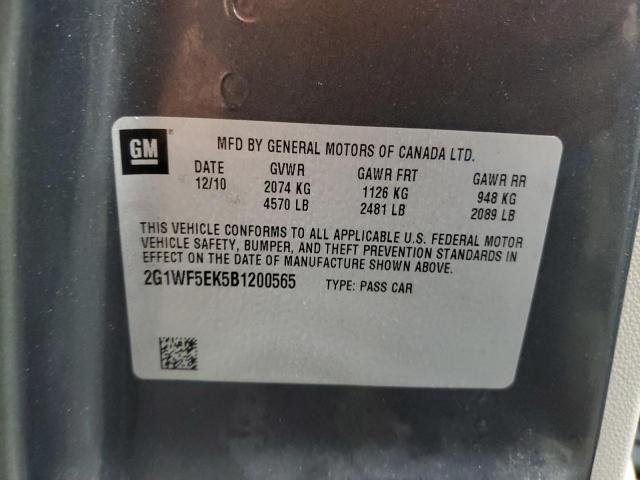 GM
MFD BY GENERAL MOTORS OF CANADA LTD.
DATE GVWR GAWR FRT GAWR RR
12/10 2074 KG 1126 KG 948 KG
4570 LB 2481 LB 2089 LB
THIS VEHICLE CONFORMS TO ALL APPLICABLE U.S. FEDERAL MOTOR
VEHICLE SAFETY, BUMPER, AND THEFT PREVENTION STANDARDS IN
EFFECT ON THE DATE OF MANUFACTURE SHOWN ABOVE.
2G1WF5EK5B1200565 TYPE: PASS CAR